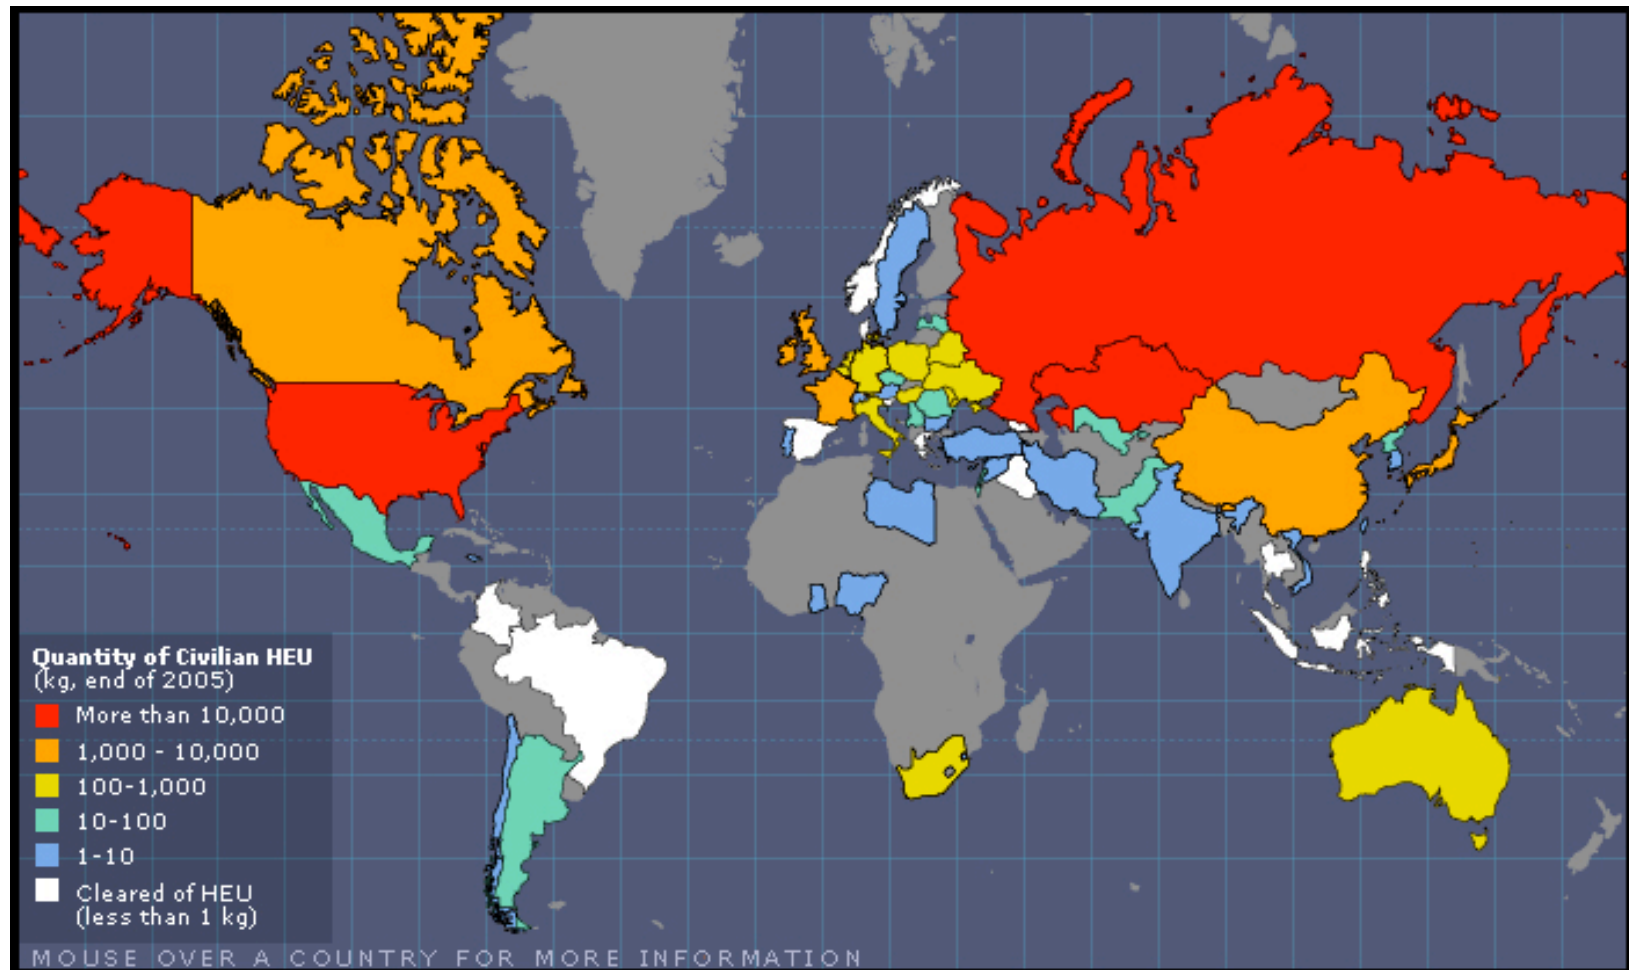 Quantity of Civilian HEU
(kg, end of 2005)
More than 10,000
1,000 - 10,000
100-1,000
10-100
1-10
Cleared of HEU
(less than 1 kg)
MOUSE OVER A COUNTRY FOR MORE INFORMATION